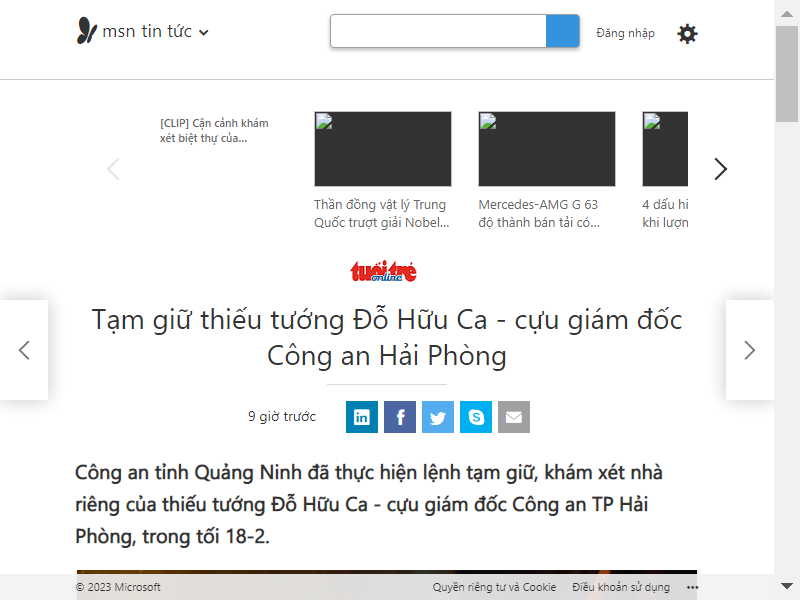 msn tin tức
Đăng nhập
[CLIP] Cận cảnh khám
xét biệt thự của...
Thần đồng vật lý Trung
Quốc trượt giải Nobel...
Mercedes-AMG G 63
độ thành bán tải có...
4 dấu hi
khi lượn
tuổi trẻ
online
Tạm giữ thiếu tướng Đỗ Hữu Ca - cựu giám đốc
Công an Hải Phòng
9 giờ trước
Công an tỉnh Quảng Ninh đã thực hiện lệnh tạm giữ, khám xét nhà
riêng của thiếu tướng Đỗ Hữu Ca - cựu giám đốc Công an TP Hải
Phòng, trong tối 18-2.
© 2023 Microsoft
Quyền riêng tư và Cookie
Điều khoản sử dụng